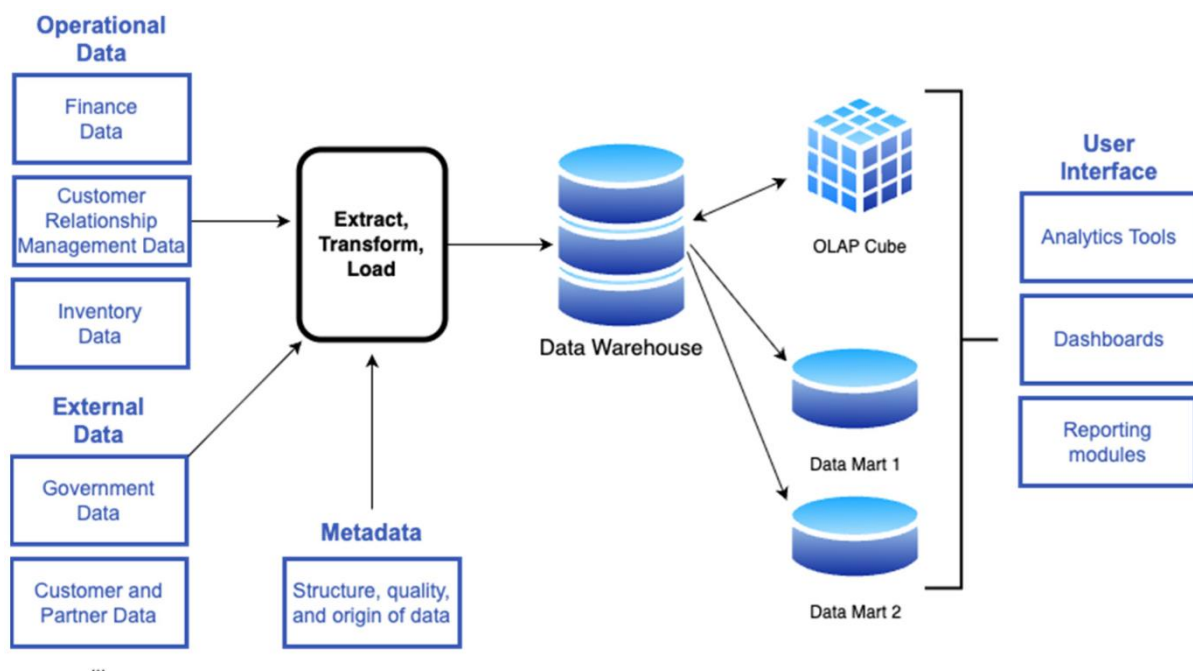 Operational
Data
Finance
Data
Customer
Relationship
Management Data
Inventory
Data
External
Data
Government
Data
Customer and
Partner Data
Extract,
Transform,
Load
Metadata
Structure, quality,
and origin of data
Data Warehouse
OLAP Cube
Data Mart 1
Data Mart 2
User
Interface
Analytics Tools
Dashboards
Reporting
modules